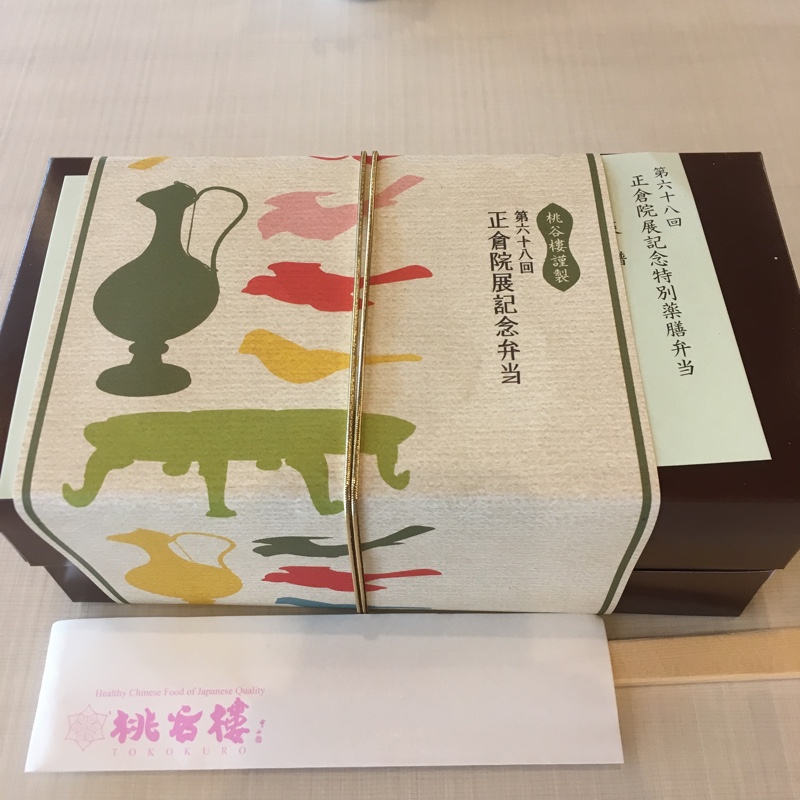 桃谷樓謹製
第六十八回
正倉院展記念弁当
第六十八回
正倉院展記念特別薬膳弁当
Healthy Chinese Food of Japanese Quality
桃谷樓
TOKOKURO